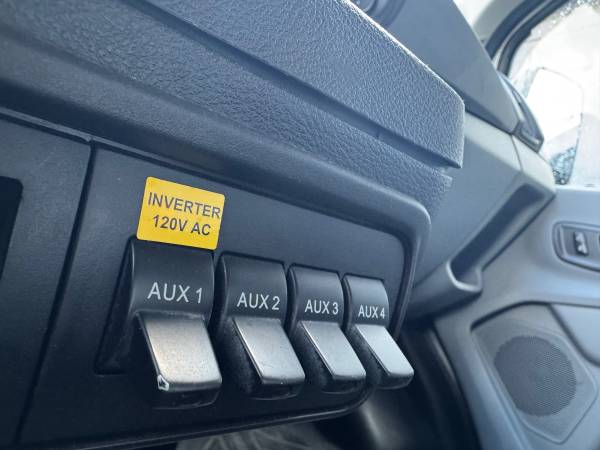 INVERTER
120V AC
AUX 1
AUX 2
AUX 3
AUX 4